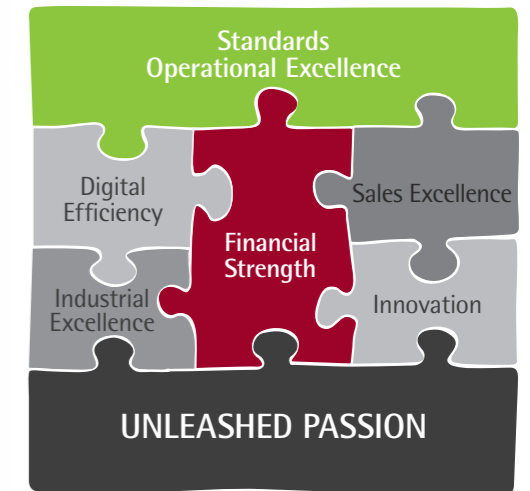 Standards
Operational Excellence
Digital
Efficiency
Sales Excellence
Financial
Strength
Industrial
Excellence
Innovation
UNLEASHED PASSION